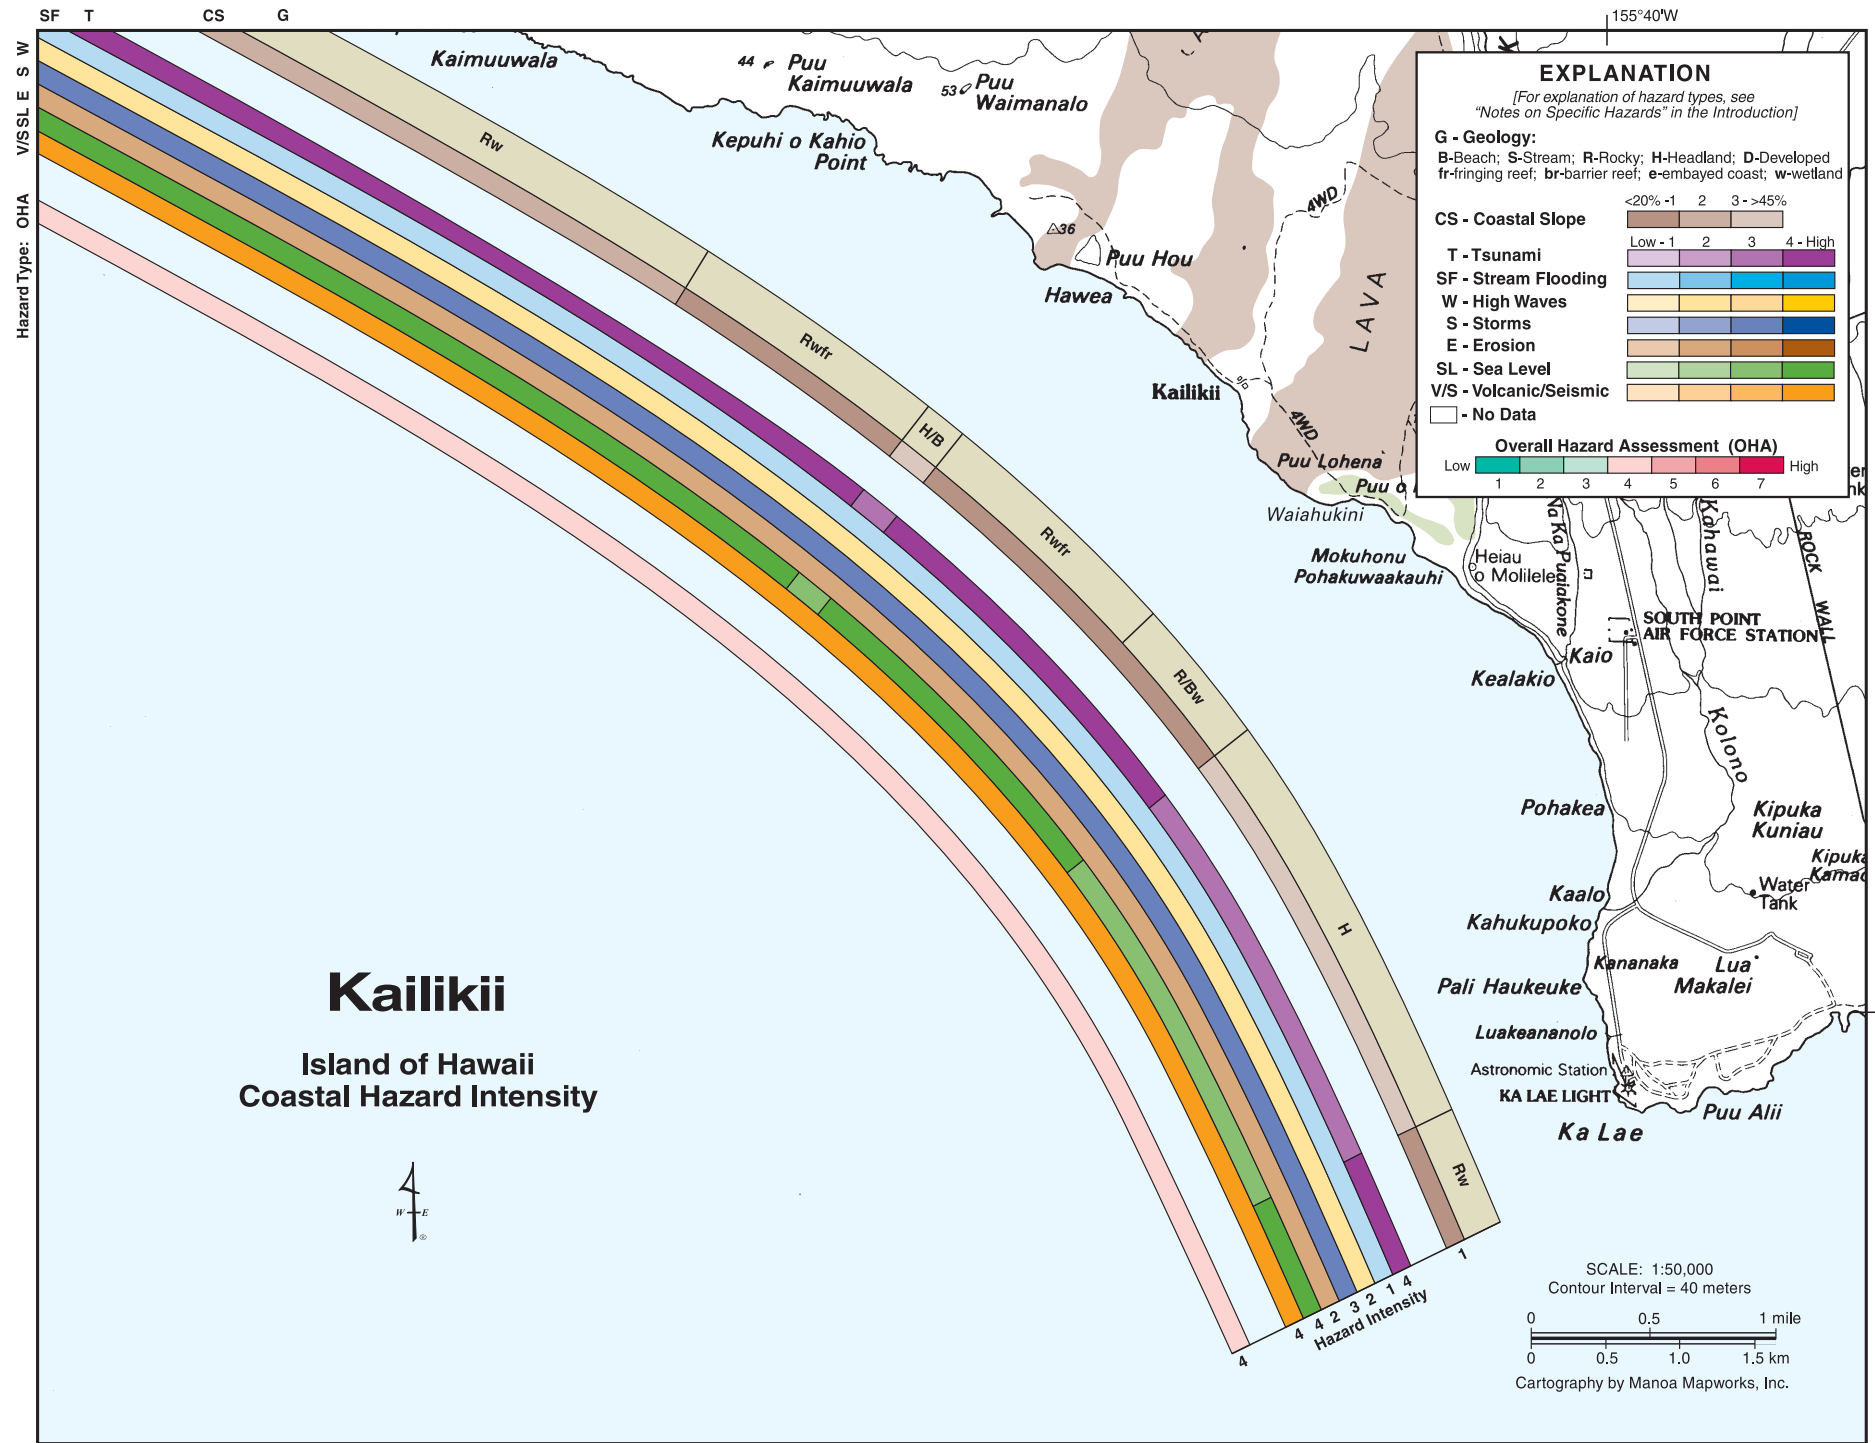 SF T CS G
155°40'W
Hazard Type: OHA V/S SL E S W
Kaimuuwala
44
Puu
Kaimuuwala
53
Puu
Waimanalo
Kepuhi o Kahio
Point
36
Puu Hou
Hawea
4WD
LAVA
Kailikii
4WD
Puu Lohena
Puu o
Waiahukini
Mokuhonu
Pohakuwaakauhi
Heiau
o Molilele
Na Ka Puaiakone
Kahawai
ROCK WALL
SOUTH POINT
AIR FORCE STATION
Kaio
Kealakio
Kolono
Pohakea
Kipuka
Kuniau
Kipuka
Kamao
Water
Tank
Kaalo
Kahukupoko
Kananaka
Lua
Makalei
Pali Haukeuke
Luakeananolo
Astronomic Station
KA LAE LIGHT
Puu Alii
Ka Lae
EXPLANATION
[For explanation of hazard types, see
"Notes on Specific Hazards" in the Introduction]
G - Geology:
B-Beach; S-Stream; R-Rocky; H-Headland; D-Developed
fr-fringing reef; br-barrier reef; e-embayed coast; w-wetland
<20% -1 2 3 - >45%
CS - Coastal Slope
Low - 1 2 3 4 - High
T - Tsunami
SF - Stream Flooding
W - High Waves
S - Storms
E - Erosion
SL - Sea Level
V/S - Volcanic/Seismic
- No Data
Overall Hazard Assessment (OHA)
Low High
1 2 3 4 5 6 7
Rw
Rwfr
H/B
Rwfr
R/Bw
H
Rw
4 4 4 2 3 2 1 4 1
Hazard Intensity
Kailikii
Island of Hawaii
Coastal Hazard Intensity
W E
SCALE: 1:50,000
Contour Interval = 40 meters
0 0.5 1 mile
0 0.5 1.0 1.5 km
Cartography by Manoa Mapworks, Inc.